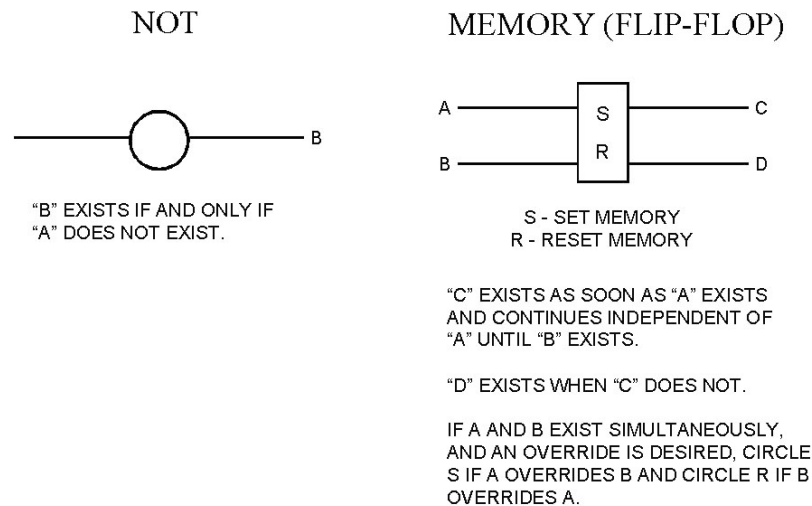 NOT
B
“B” EXISTS IF AND ONLY IF
“A” DOES NOT EXIST.
MEMORY (FLIP-FLOP)
A
S
C
B
R
D
S - SET MEMORY
R - RESET MEMORY
“C” EXISTS AS SOON AS “A” EXISTS
AND CONTINUES INDEPENDENT OF
“A” UNTIL “B” EXISTS.
“D” EXISTS WHEN “C” DOES NOT.
IF A AND B EXIST SIMULTANEOUSLY,
AND AN OVERRIDE IS DESIRED, CIRCLE
S IF A OVERRIDES B AND CIRCLE R IF B
OVERRIDES A.